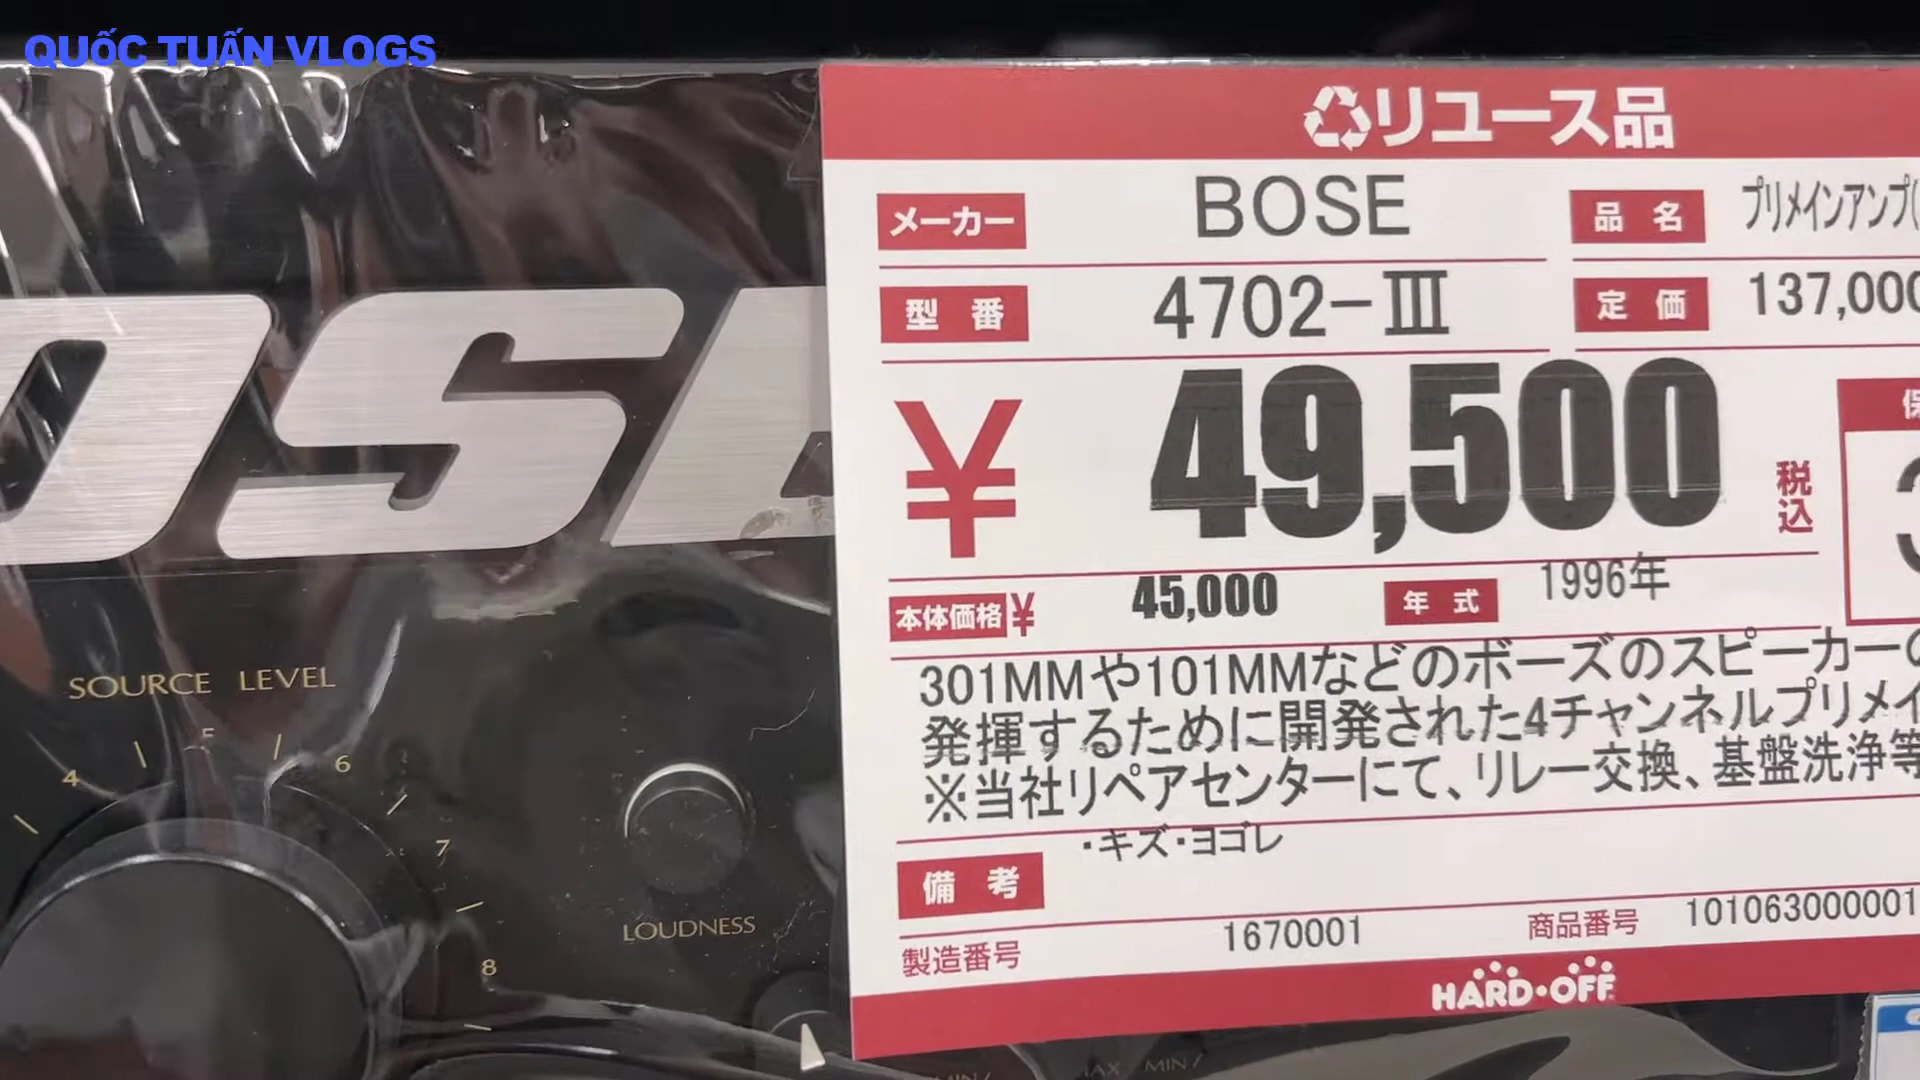 QUỐC TUẤN VLOGS
リユース品
メーカー BOSE 品名 プリメインアンプ(
型番 4702-III 定価 137,000
¥ 49,500 税込
本体価格¥ 45,000 年式 1996年
301MMや101MMなどのボーズのスピーカーの
発揮するために開発された4チャンネルプリメイ
※当社リペアセンターにて、リレー交換、基盤洗浄等
備考 ・キズ・ヨゴレ
製造番号 1670001 商品番号 101063000001
HARD・OFF
OSE
SOURCE LEVEL
4 6
7
8
LOUDNESS
MIN/